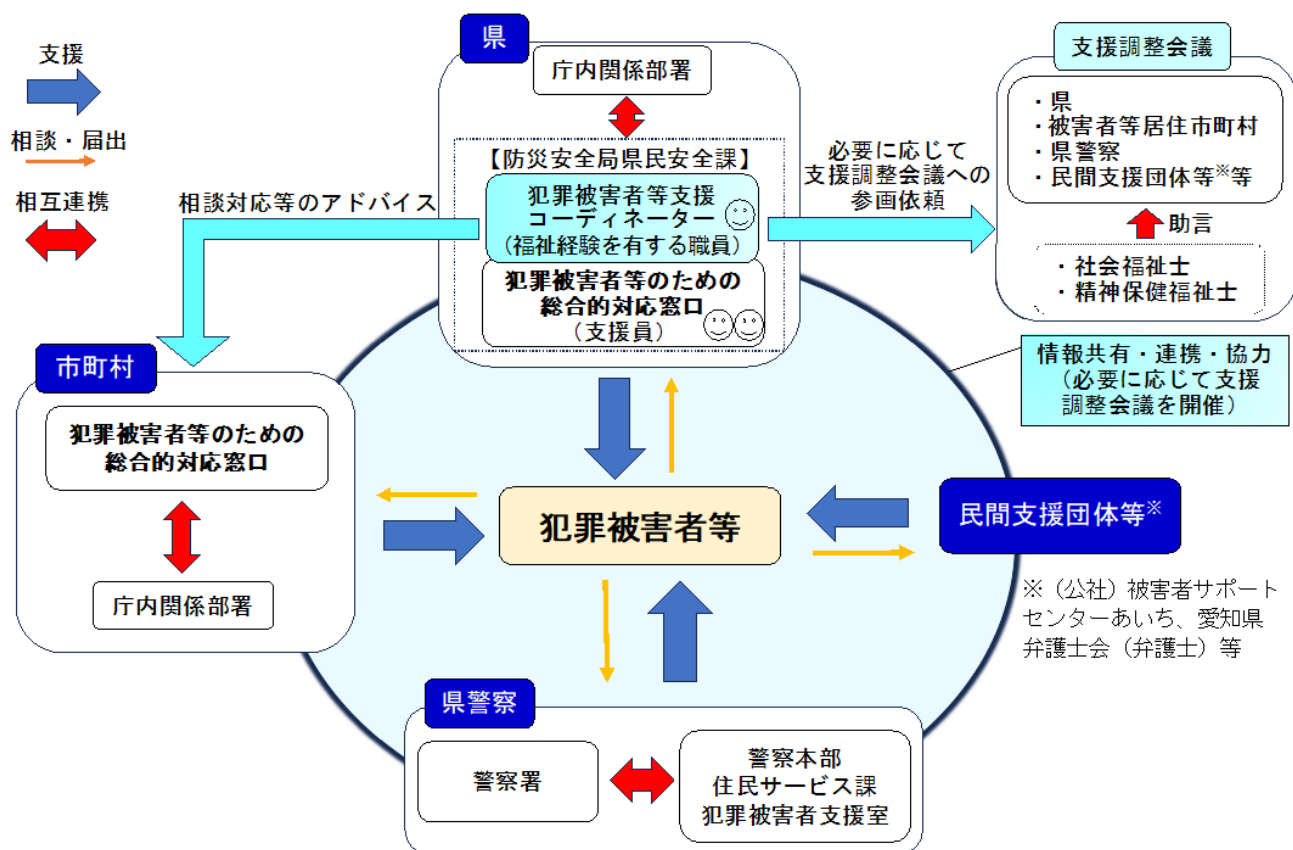 支援
相談・届出
相互連携
県
庁内関係部署
【防災安全局県民安全課】
犯罪被害者等支援
コーディネーター
(福祉経験を有する職員)
犯罪被害者等のための
総合的対応窓口
(支援員)
相談対応等のアドバイス
必要に応じて
支援調整会議への
参画依頼
支援調整会議
・県
・被害者等居住市町村
・県警察
・民間支援団体等※等
助言
・社会福祉士
・精神保健福祉士
情報共有・連携・協力
(必要に応じて支援
調整会議を開催)
市町村
犯罪被害者等のための
総合的対応窓口
庁内関係部署
犯罪被害者等
民間支援団体等※
※(公社)被害者サポート
センターあいち、愛知県
弁護士会(弁護士)等
県警察
警察署
警察本部
住民サービス課
犯罪被害者支援室